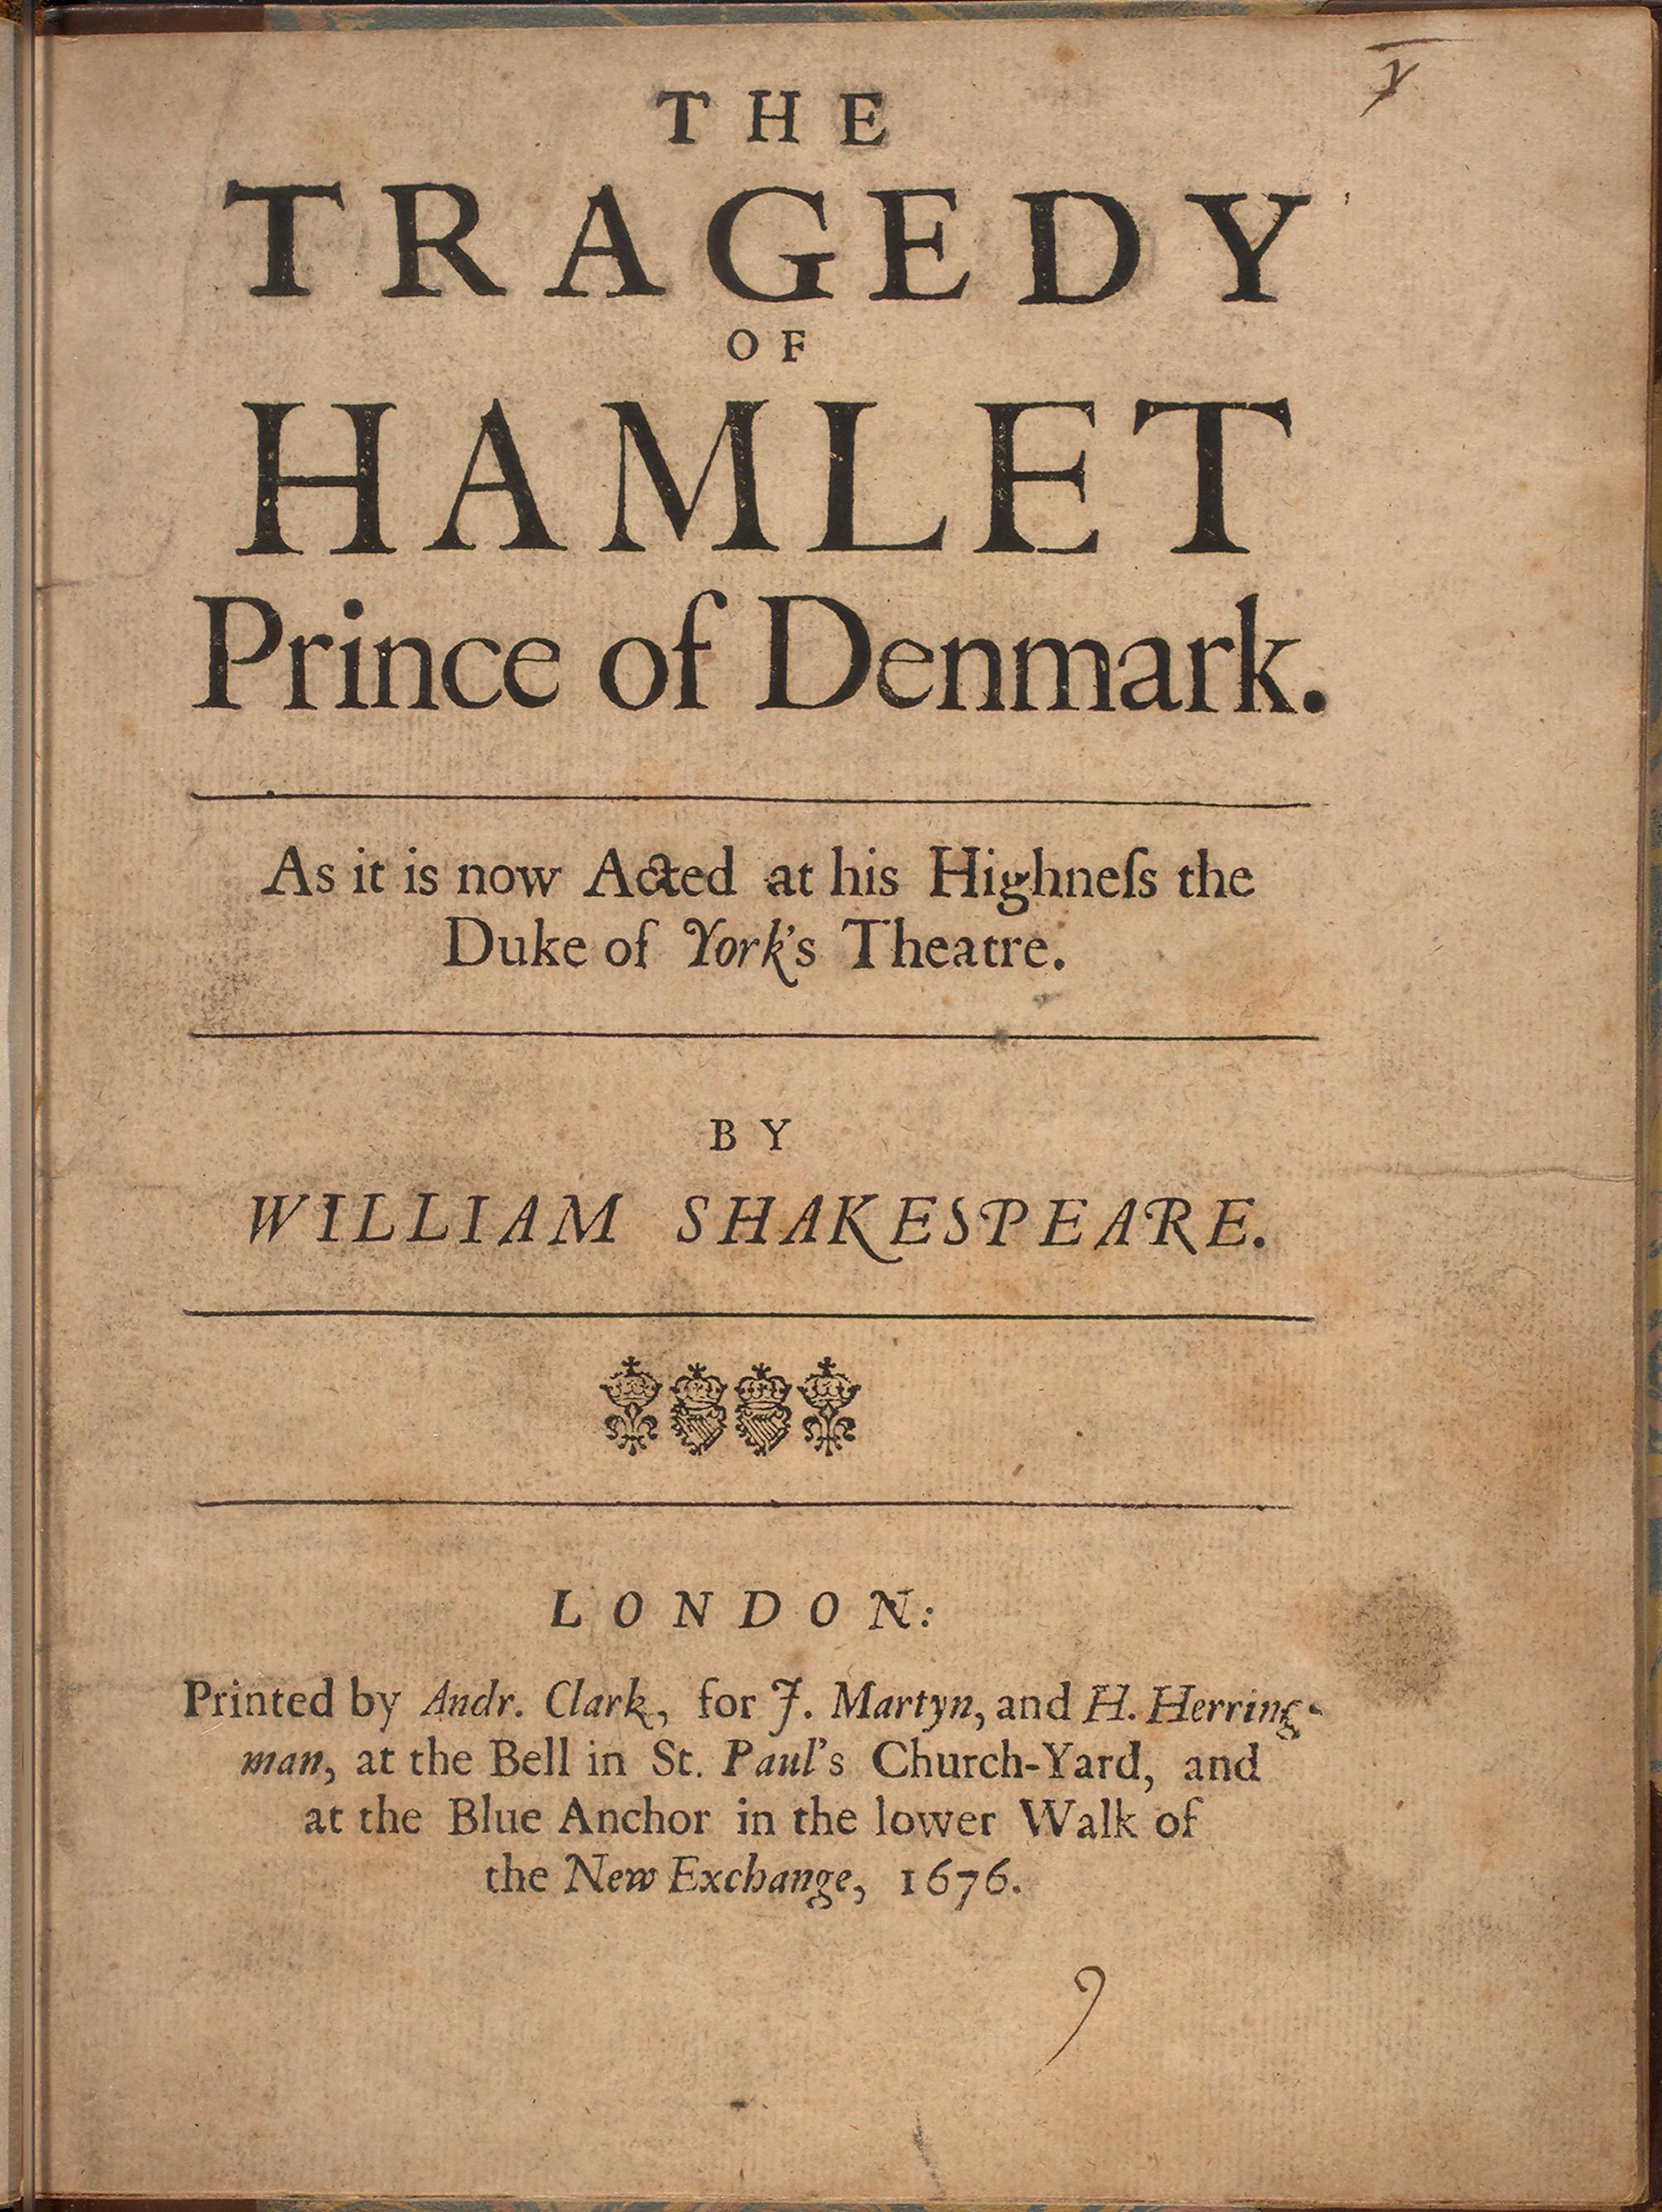 THE
TRAGEDY
OF
HAMLET
Prince of Denmark.
As it is now Acted at his Highneſs the
Duke of York's Theatre.
BY
WILLIAM SHAKESPEARE.
LONDON:
Printed by Andr. Clark, for J. Martyn, and H. Herring-
man, at the Bell in St. Paul's Church-Yard, and
at the Blue Anchor in the lower Walk of
the New Exchange, 1676.